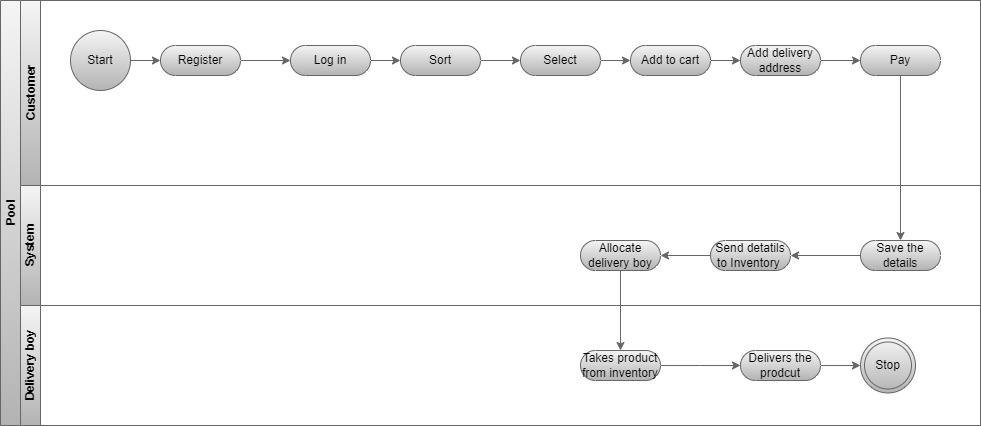 Pool
Customer
Start
Register
Log in
Sort
Select
Add to cart
Add delivery
address
Pay
System
Allocate
delivery boy
Send detatils
to Inventory
Save the
details
Delivery boy
Takes product
from inventory
Delivers the
prodcut
Stop